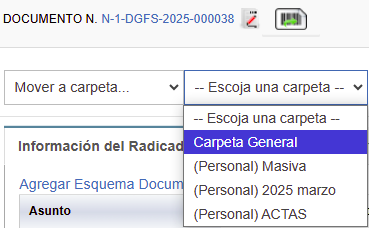 DOCUMENTO N. N-1-DGFS-2025-000038
Mover a carpeta... -- Escoja una carpeta --
-- Escoja una carpeta --
Carpeta General
Información del Radicad
(Personal) Masiva
Agregar Esquema Docum
(Personal) 2025 marzo
Asunto
(Personal) ACTAS